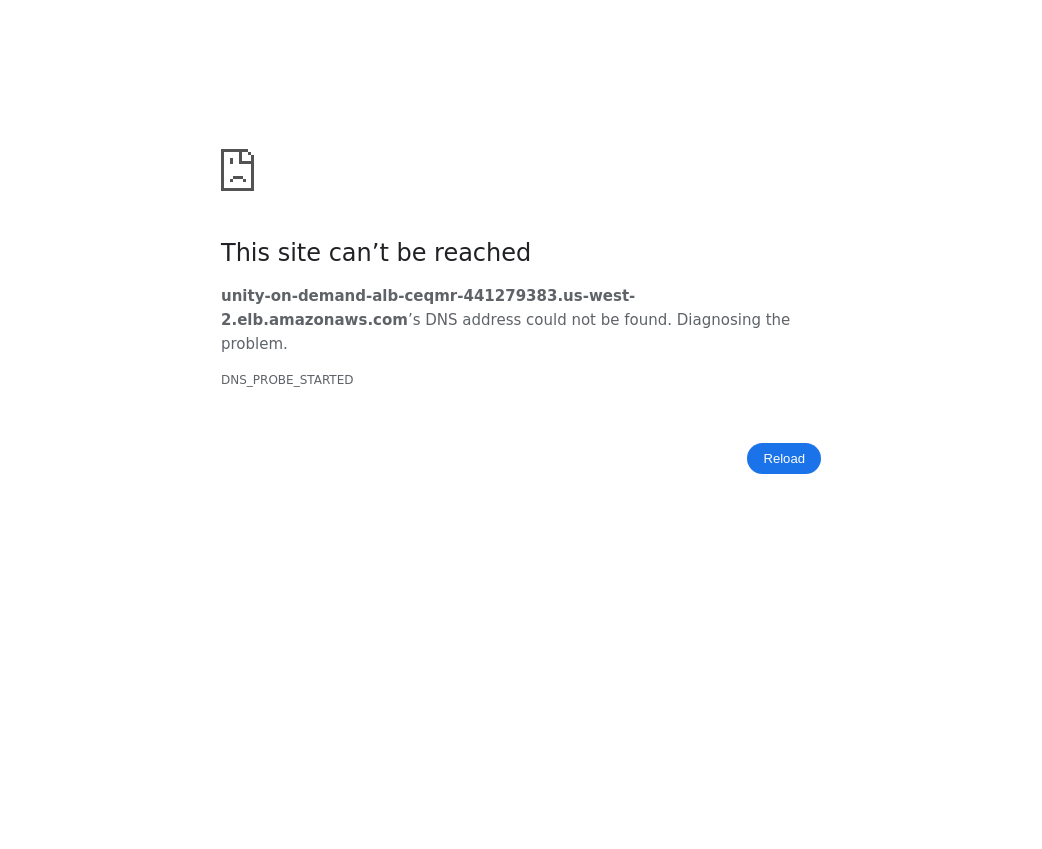 This site can’t be reached
unity-on-demand-alb-ceqmr-441279383.us-west-
2.elb.amazonaws.com’s DNS address could not be found. Diagnosing the
problem.
DNS_PROBE_STARTED
Reload